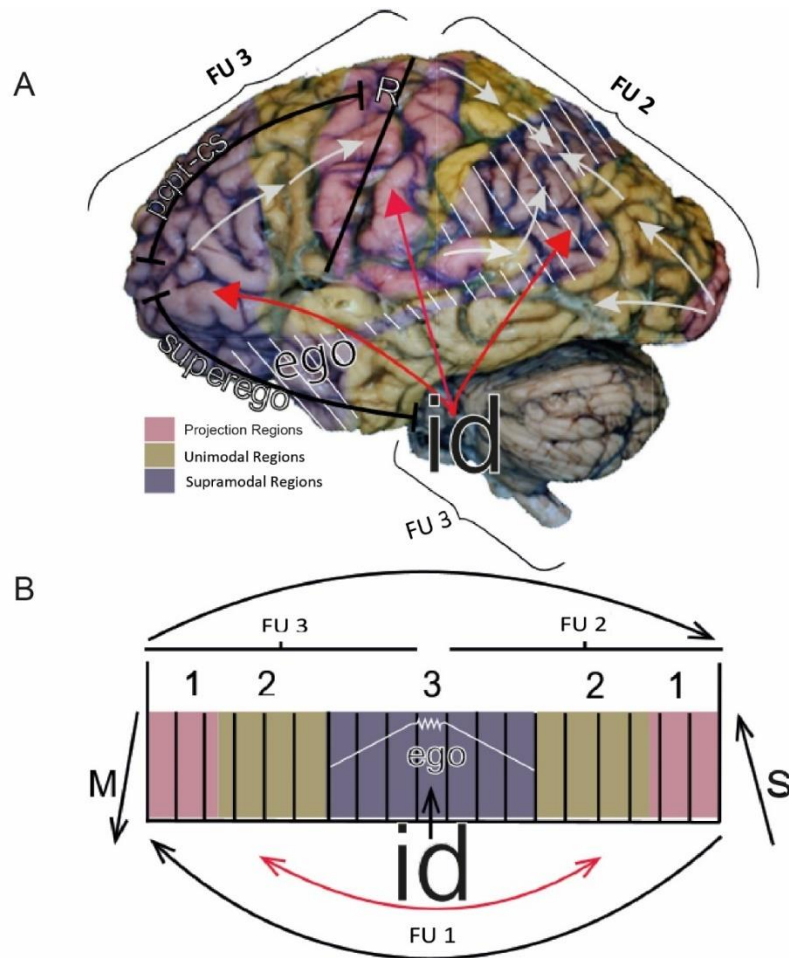 A
FU 3
FU 2
R
pcpt-cs
superego
ego
id
Projection Regions
Unimodal Regions
Supramodal Regions
FU 3
B
FU 3
FU 2
1
2
3
2
1
M
ego
S
id
FU 1